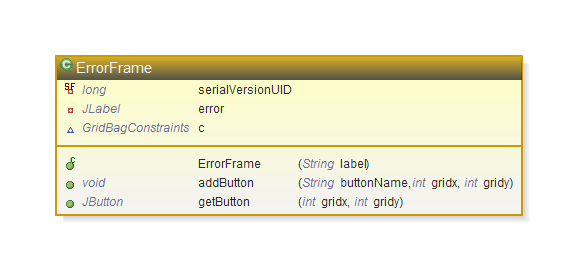 C ErrorFrame
SF long serialVersionUID
JLabel error
GridBagConstraints c
c ErrorFrame (String label)
void addButton (String buttonName, int gridx, int gridy)
JButton getButton (int gridx, int gridy)